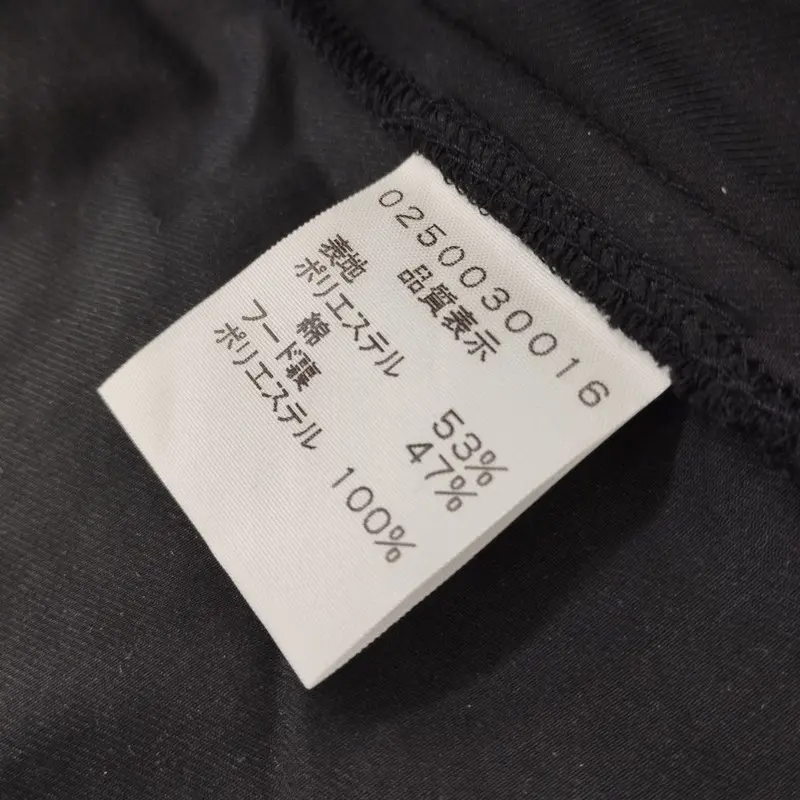 0250030016
品質表示
表地
ポリエステル 53%
綿 47%
フード裏
ポリエステル 100%